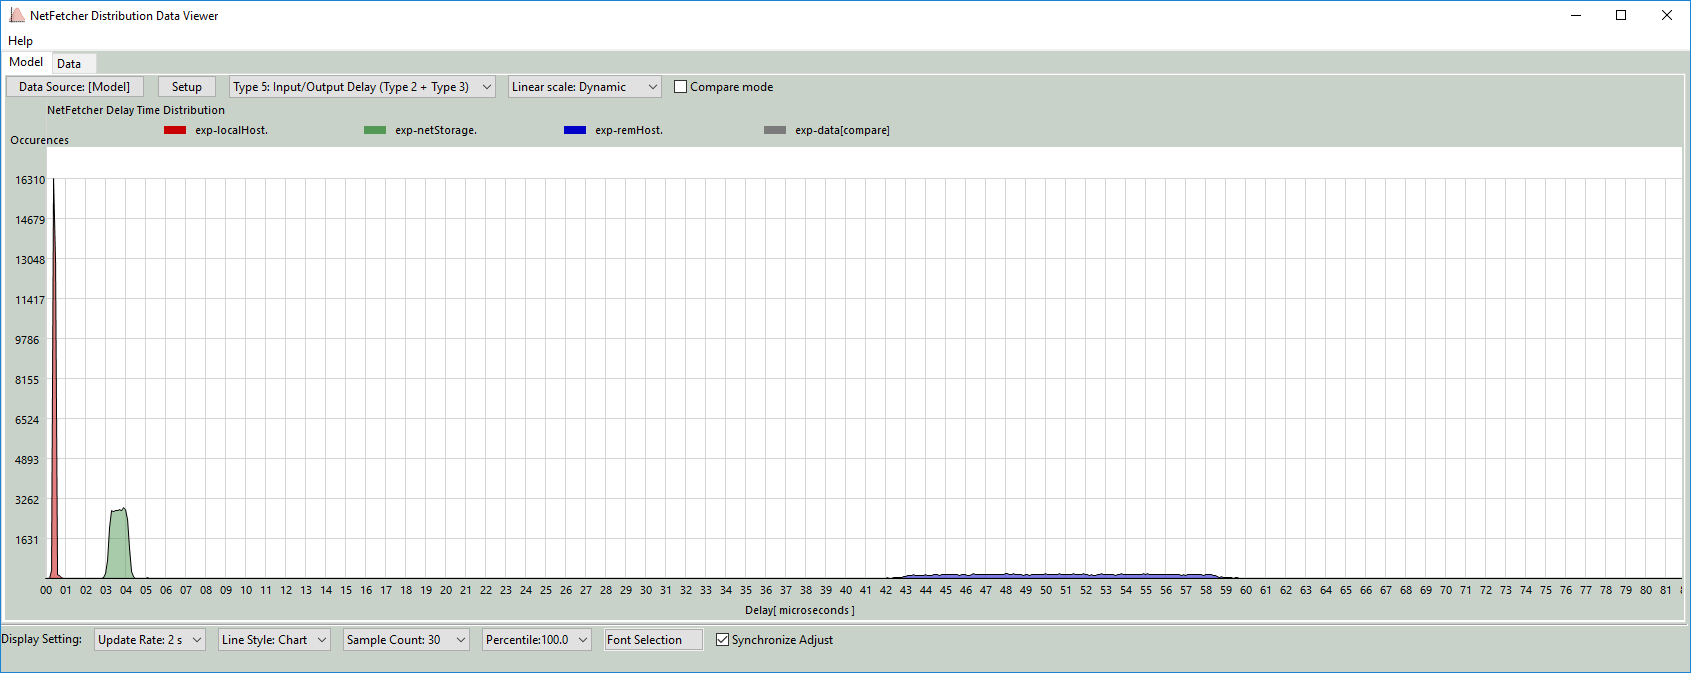 NetFetcher Distribution Data Viewer
Help
Model Data
Data Source: [Model] Setup Type 5: Input/Output Delay (Type 2 + Type 3) Linear scale: Dynamic Compare mode
NetFetcher Delay Time Distribution
exp-localHost. exp-netStorage. exp-remHost. exp-data[compare]
Occurences
16310
14679
13048
11417
9786
8155
6524
4893
3262
1631
00 01 02 03 04 05 06 07 08 09 10 11 12 13 14 15 16 17 18 19 20 21 22 23 24 25 26 27 28 29 30 31 32 33 34 35 36 37 38 39 40 41 42 43 44 45 46 47 48 49 50 51 52 53 54 55 56 57 58 59 60 61 62 63 64 65 66 67 68 69 70 71 72 73 74 75 76 77 78 79 80 81
Delay[ microseconds ]
Display Setting: Update Rate: 2 s Line Style: Chart Sample Count: 30 Percentile:100.0 Font Selection Synchronize Adjust